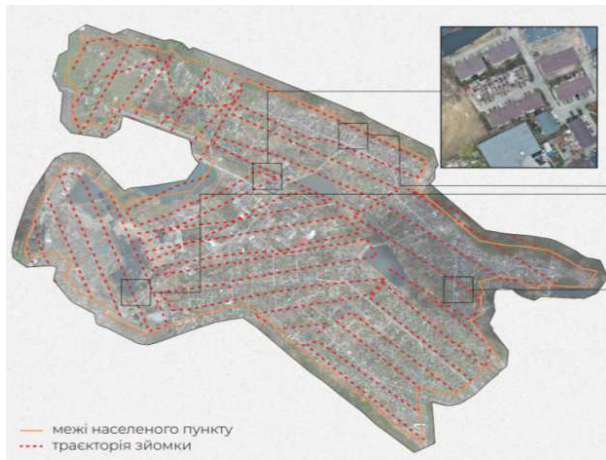 межі населеного пункту
траєкторія зйомки